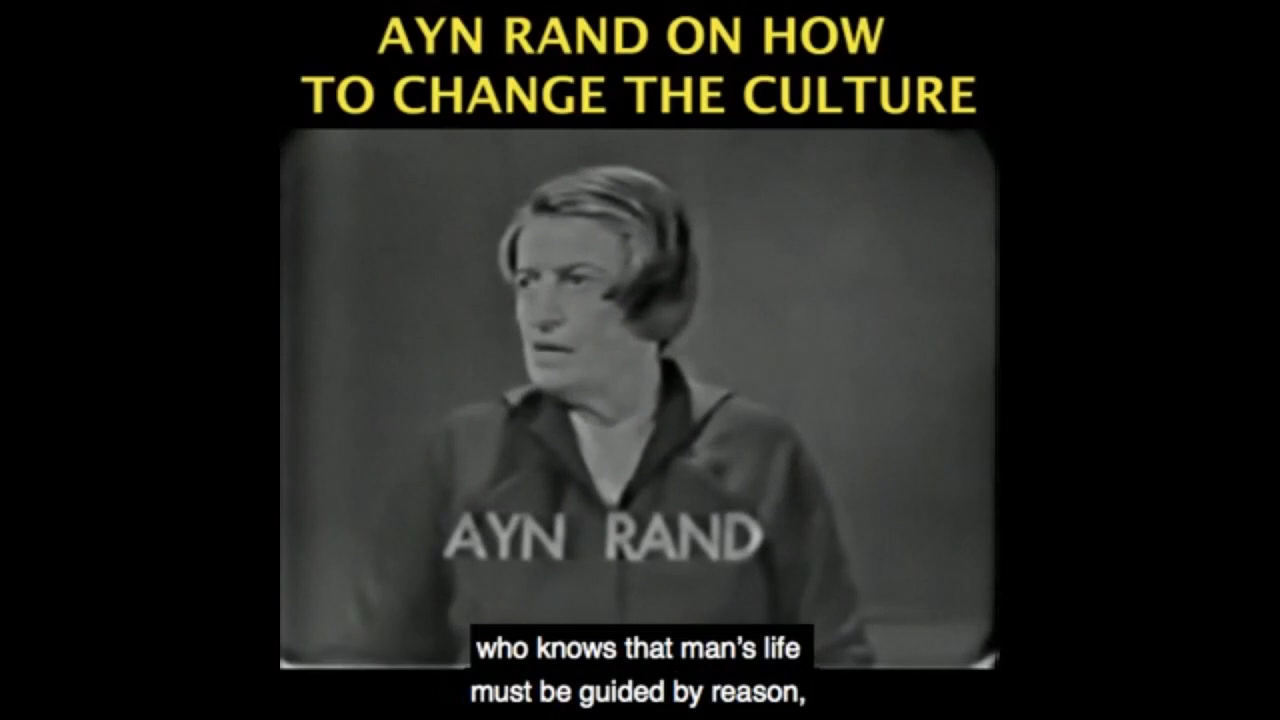 AYN RAND ON HOW
TO CHANGE THE CULTURE
AYN RAND
who knows that man's life
must be guided by reason,